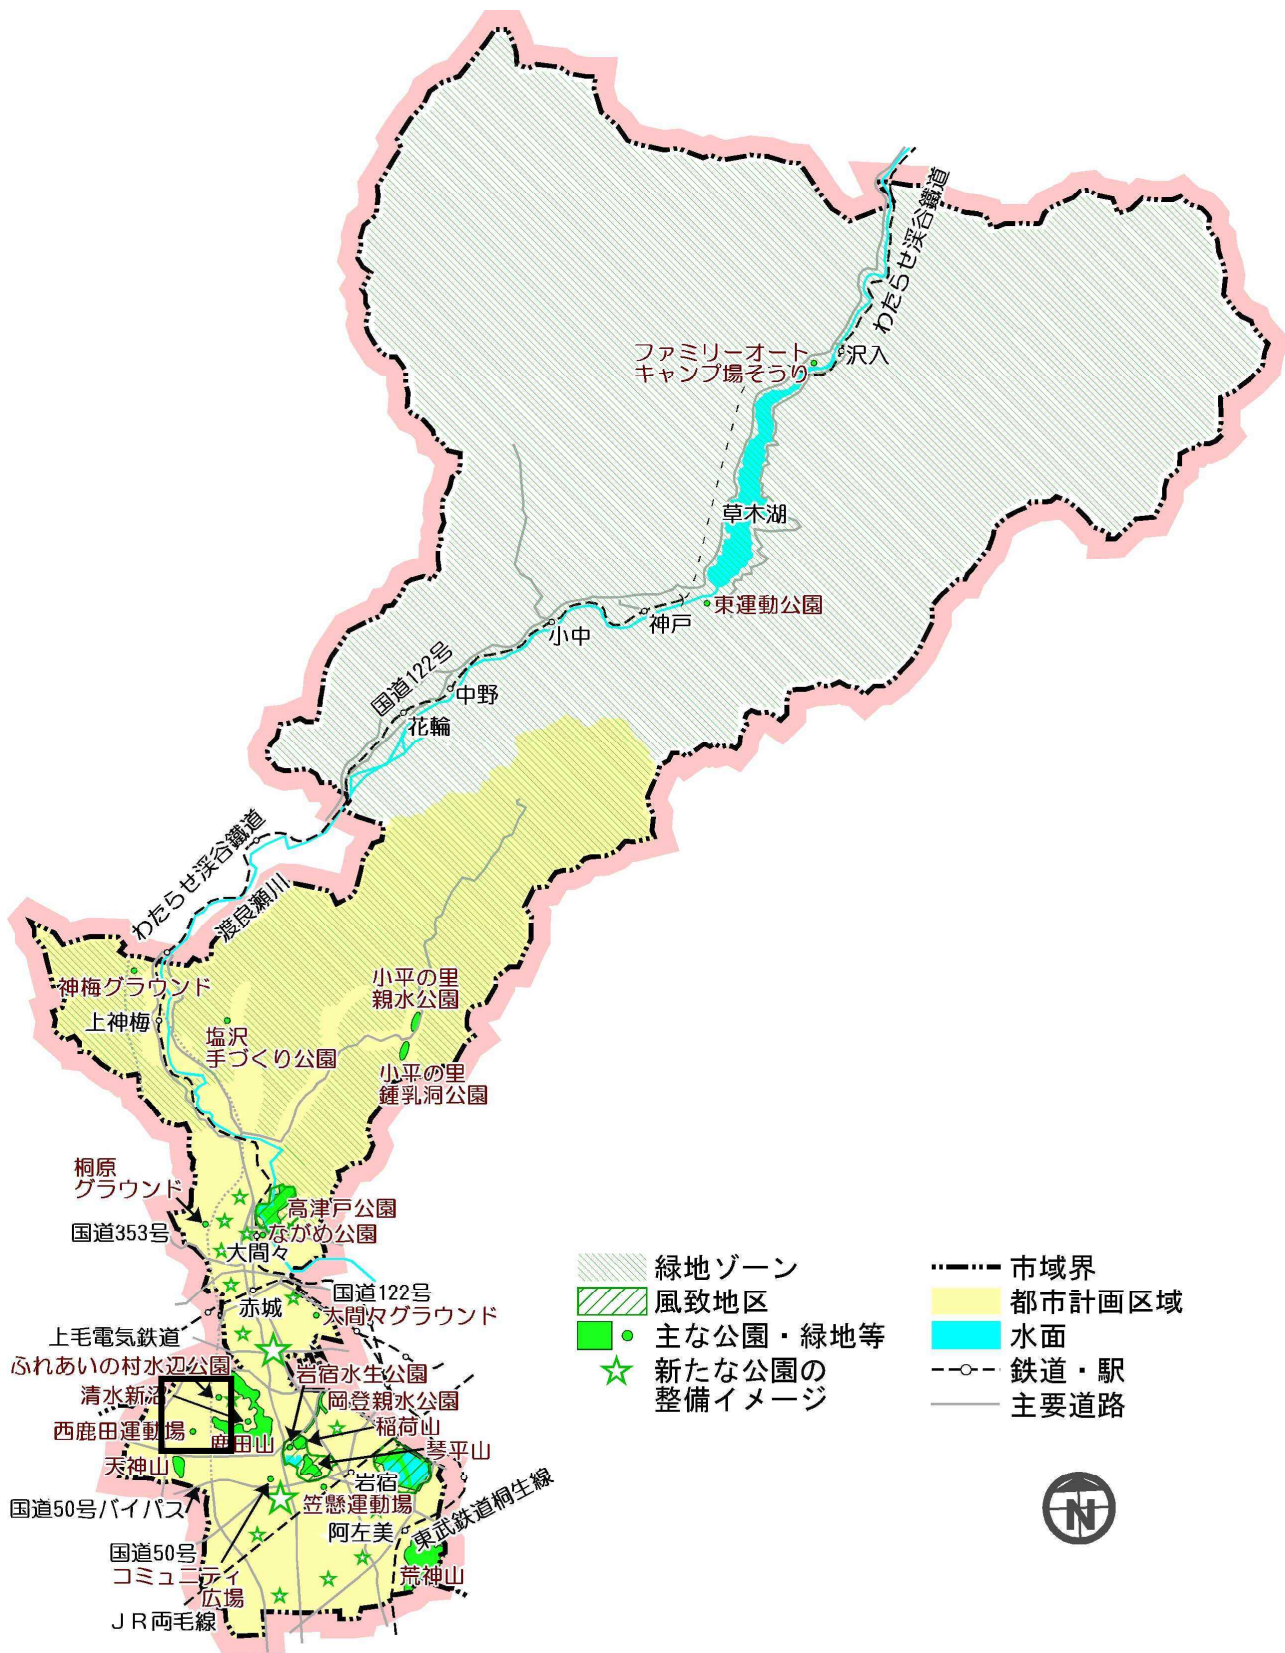 わたらせ渓谷鐵道
ファミリーオート
キャンプ場そうり
沢入
草木湖
東運動公園
神戸
小中
国道122号
中野
花輪
わたらせ渓谷鐵道
渡良瀬川
神梅グラウンド
上神梅
小平の里
親水公園
塩沢
手づくり公園
小平の里
鍾乳洞公園
桐原
グラウンド
高津戸公園
国道353号
ながめ公園
大間々
国道122号
赤城
大間々グラウンド
上毛電気鉄道
ふれあいの村水辺公園
岩宿水生公園
清水新沼
岡登親水公園
西鹿田運動場
鹿田山
稲荷山
琴平山
天神山
岩宿
国道50号バイパス
笠懸運動場
阿左美
東武鉄道桐生線
国道50号
コミュニティ
広場
荒神山
JR両毛線
緑地ゾーン
風致地区
主な公園・緑地等
新たな公園の
整備イメージ
市域界
都市計画区域
水面
鉄道・駅
主要道路
N